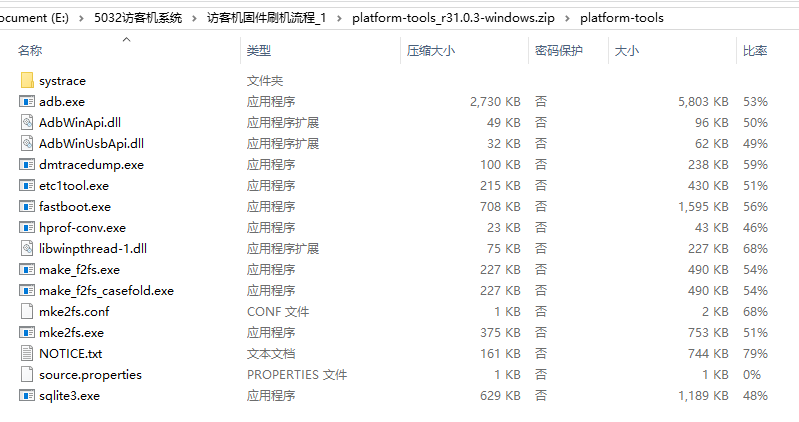 ocument (E:) > 5032访客机系统 > 访客机固件刷机流程_1 > platform-tools_r31.0.3-windows.zip > platform-tools
名称 类型 压缩大小 密码保护 大小 比率
systrace 文件夹
adb.exe 应用程序 2,730 KB 否 5,803 KB 53%
AdbWinApi.dll 应用程序扩展 49 KB 否 96 KB 50%
AdbWinUsbApi.dll 应用程序扩展 32 KB 否 62 KB 49%
dmtracedump.exe 应用程序 100 KB 否 238 KB 59%
etc1tool.exe 应用程序 215 KB 否 430 KB 51%
fastboot.exe 应用程序 708 KB 否 1,595 KB 56%
hprof-conv.exe 应用程序 23 KB 否 43 KB 46%
libwinpthread-1.dll 应用程序扩展 75 KB 否 227 KB 68%
make_f2fs.exe 应用程序 227 KB 否 490 KB 54%
make_f2fs_casefold.exe 应用程序 227 KB 否 490 KB 54%
mke2fs.conf CONF 文件 1 KB 否 2 KB 68%
mke2fs.exe 应用程序 375 KB 否 753 KB 51%
NOTICE.txt 文本文档 161 KB 否 744 KB 79%
source.properties PROPERTIES 文件 1 KB 否 1 KB 0%
sqlite3.exe 应用程序 629 KB 否 1,189 KB 48%